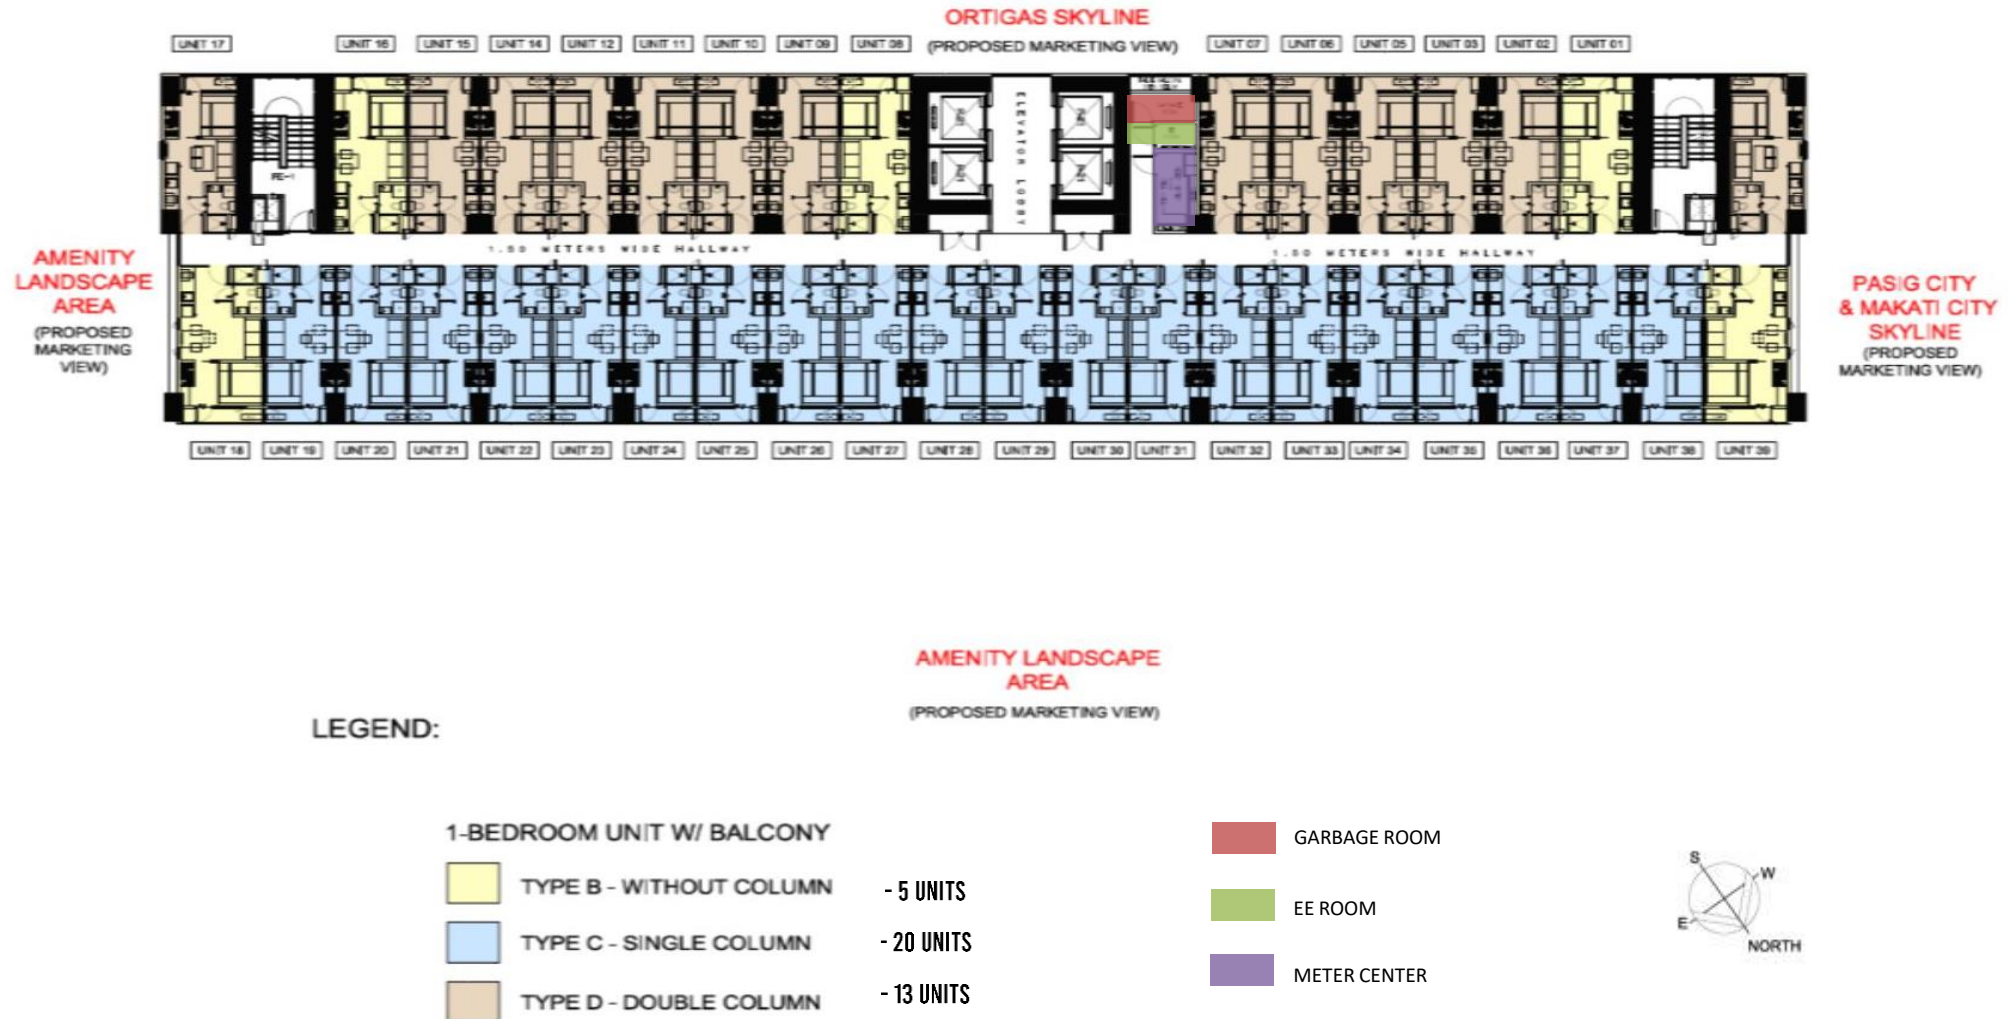 ORTIGAS SKYLINE
(PROPOSED MARKETING VIEW)
UNIT 17
UNIT 16
UNIT 15
UNIT 14
UNIT 12
UNIT 11
UNIT 10
UNIT 09
UNIT 08
UNIT 07
UNIT 06
UNIT 05
UNIT 03
UNIT 02
UNIT 01
ELEVATOR LOBBY
FE-1
1.50 METERS WIDE HALLWAY
1.50 METERS WIDE HALLWAY
AMENITY
LANDSCAPE
AREA
(PROPOSED
MARKETING
VIEW)
PASIG CITY
& MAKATI CITY
SKYLINE
(PROPOSED
MARKETING VIEW)
UNIT 18
UNIT 19
UNIT 20
UNIT 21
UNIT 22
UNIT 23
UNIT 24
UNIT 25
UNIT 26
UNIT 27
UNIT 28
UNIT 29
UNIT 30
UNIT 31
UNIT 32
UNIT 33
UNIT 34
UNIT 35
UNIT 36
UNIT 37
UNIT 38
UNIT 39
AMENITY LANDSCAPE
AREA
(PROPOSED MARKETING VIEW)
LEGEND:
1-BEDROOM UNIT W/ BALCONY
TYPE B - WITHOUT COLUMN - 5 UNITS
TYPE C - SINGLE COLUMN - 20 UNITS
TYPE D - DOUBLE COLUMN - 13 UNITS
GARBAGE ROOM
EE ROOM
METER CENTER
S
W
E
NORTH